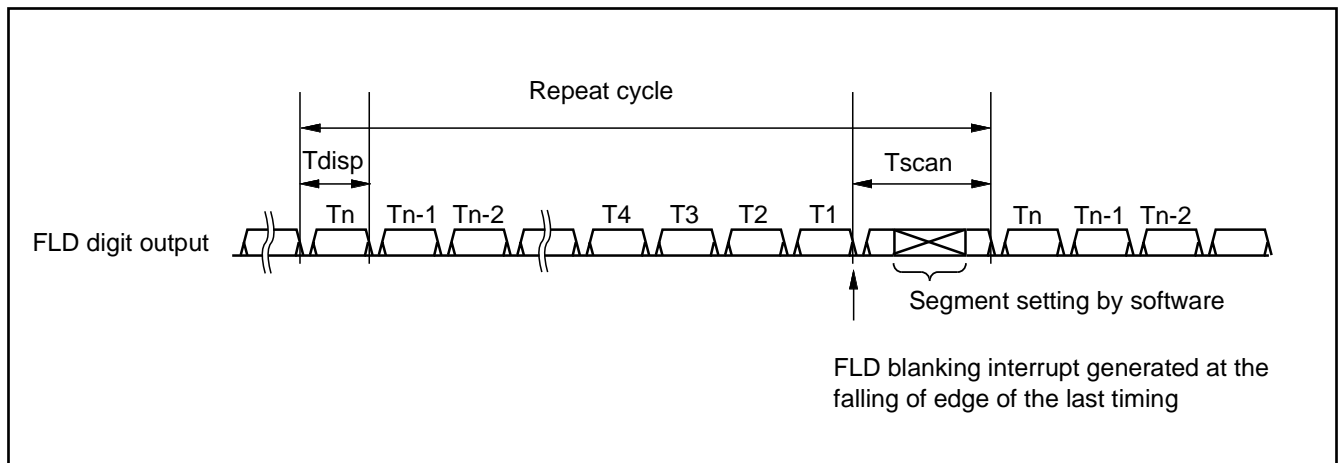 Repeat cycle
Tdisp
Tscan
Tn Tn-1 Tn-2 T4 T3 T2 T1 Tn Tn-1 Tn-2
FLD digit output
Segment setting by software
FLD blanking interrupt generated at the
falling of edge of the last timing